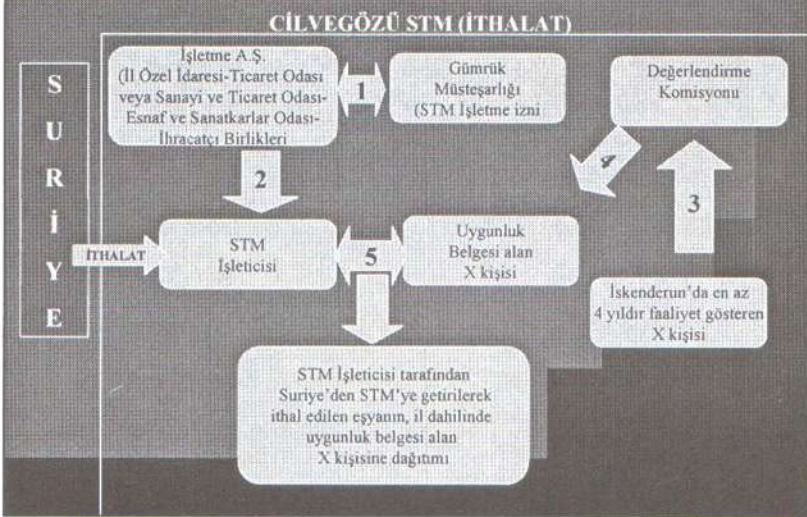 CİLVEGÖZÜ STM (İTHALAT)
SURİYE
İşletme A.Ş.
(İl Özel İdaresi-Ticaret Odası
veya Sanayi ve Ticaret Odası-
Esnaf ve Sanatkarlar Odası-
İhracatçı Birlikleri
1
Gümrük
Müsteşarlığı
(STM İşletme izni
Değerlendirme
Komisyonu
2
4
3
İTHALAT
STM
İşleticisi
5
Uygunluk
Belgesi alan
X kişisi
İskenderun'da en az
4 yıldır faaliyet gösteren
X kişisi
STM İşleticisi tarafından
Suriye'den STM'ye getirilerek
ithal edilen eşyanın, il dahilinde
uygunluk belgesi alan
X kişisine dağıtımı